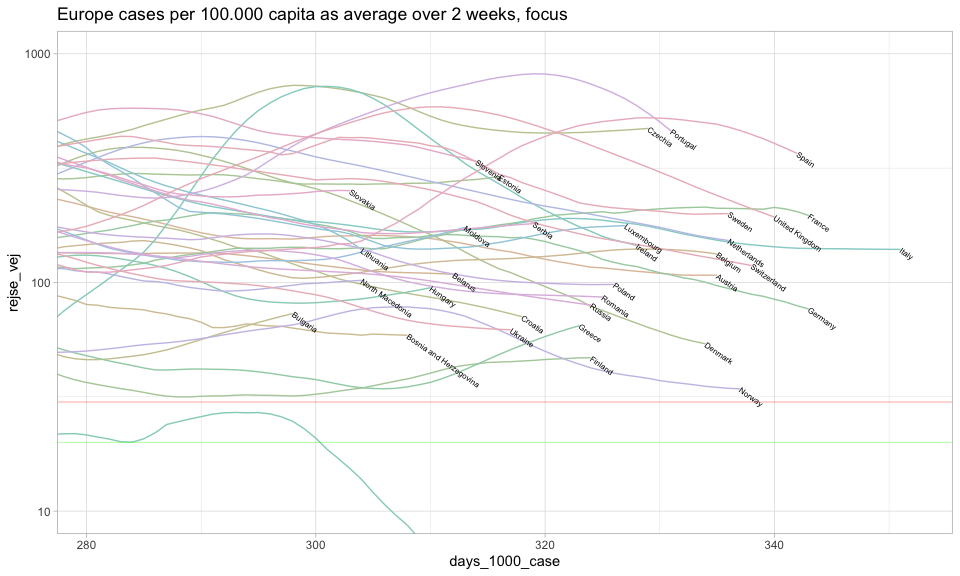 Europe cases per 100.000 capita as average over 2 weeks, focus
1000
Czechia
Portugal
Spain
Slovenia
Estonia
Slovakia
Sweden
United Kingdom
France
Serbia
Moldova
Luxembourg
Ireland
Netherlands
Italy
Lithuania
Belgium
Switzerland
100
Belarus
Austria
North Macedonia
Hungary
Poland
Romania
Russia
Germany
Bulgaria
Croatia
Ukraine
Greece
Bosnia and Herzegovina
Denmark
Finland
Norway
10
280
300
320
340
days_1000_case
rejse_vej